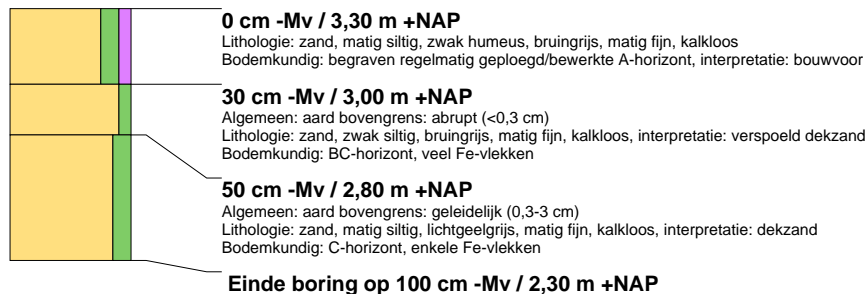 0 cm -Mv / 3,30 m +NAP
Lithologie: zand, matig siltig, zwak humeus, bruingrijs, matig fijn, kalkloos
Bodemkundig: begraven regelmatig geploegd/bewerkte A-horizont, interpretatie: bouwvoor
30 cm -Mv / 3,00 m +NAP
Algemeen: aard bovengrens: abrupt (<0,3 cm)
Lithologie: zand, zwak siltig, bruingrijs, matig fijn, kalkloos, interpretatie: verspoeld dekzand
Bodemkundig: BC-horizont, veel Fe-vlekken
50 cm -Mv / 2,80 m +NAP
Algemeen: aard bovengrens: geleidelijk (0,3-3 cm)
Lithologie: zand, matig siltig, lichtgeelgrijs, matig fijn, kalkloos, interpretatie: dekzand
Bodemkundig: C-horizont, enkele Fe-vlekken
Einde boring op 100 cm -Mv / 2,30 m +NAP